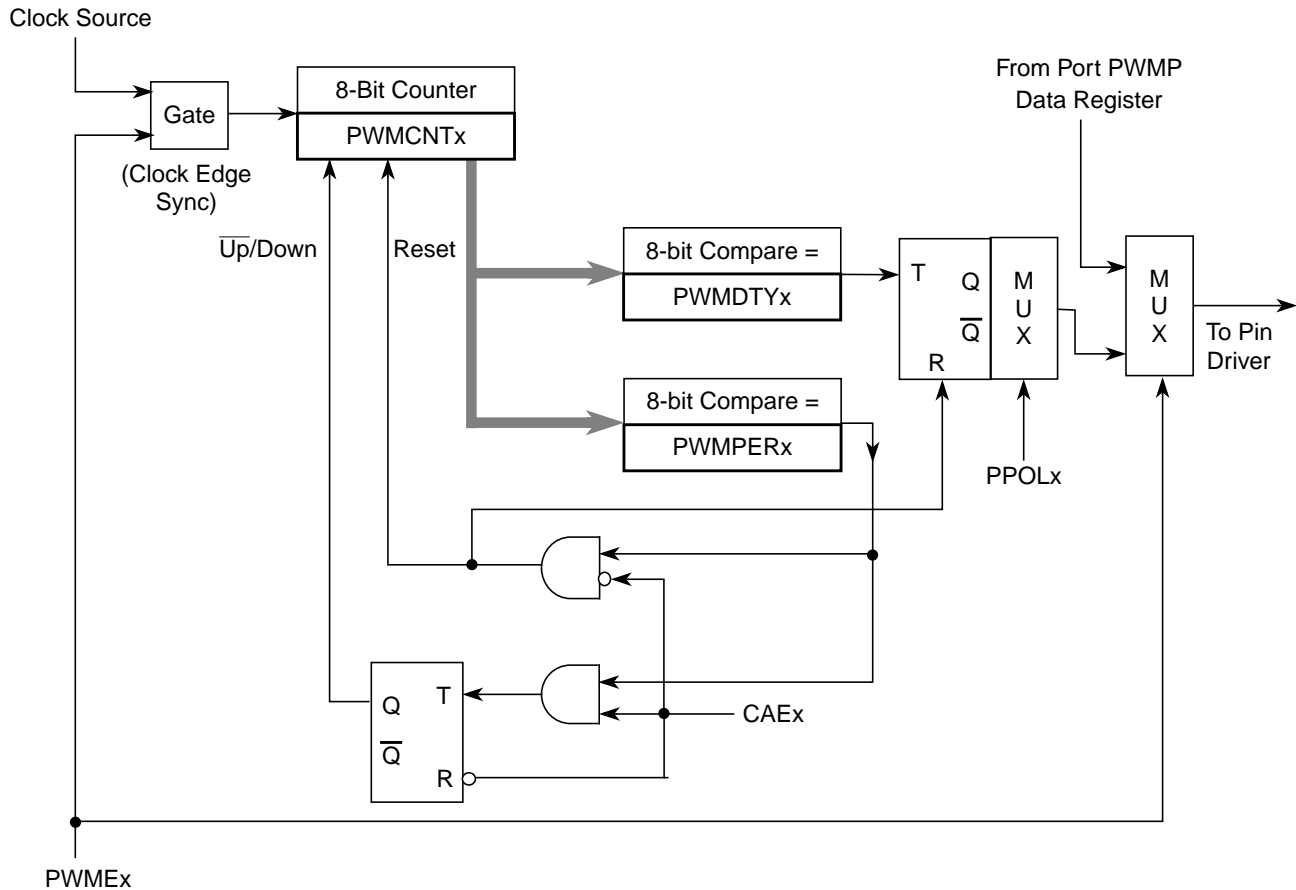 Clock Source
Gate
(Clock Edge
Sync)
8-Bit Counter
PWMCNTx
From Port PWMP
Data Register
U̅p̅/Down
Reset
8-bit Compare =
PWMDTYx
T
Q
Q̅
R
M
U
X
M
U
X
To Pin
Driver
8-bit Compare =
PWMPERx
PPOLx
Q
T
Q̅
R
CAEx
PWMEx